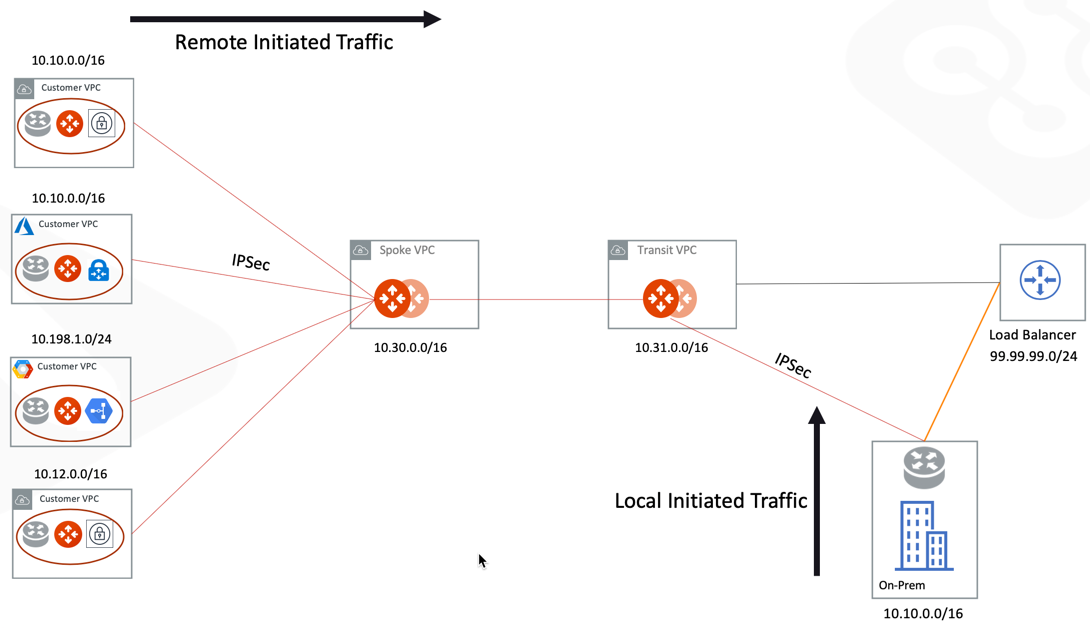 Remote Initiated Traffic
10.10.0.0/16
Customer VPC
10.10.0.0/16
Customer VPC
IPSec
Spoke VPC
Transit VPC
10.30.0.0/16
10.31.0.0/16
Load Balancer
99.99.99.0/24
10.198.1.0/24
Customer VPC
IPSec
10.12.0.0/16
Customer VPC
Local Initiated Traffic
On-Prem
10.10.0.0/16